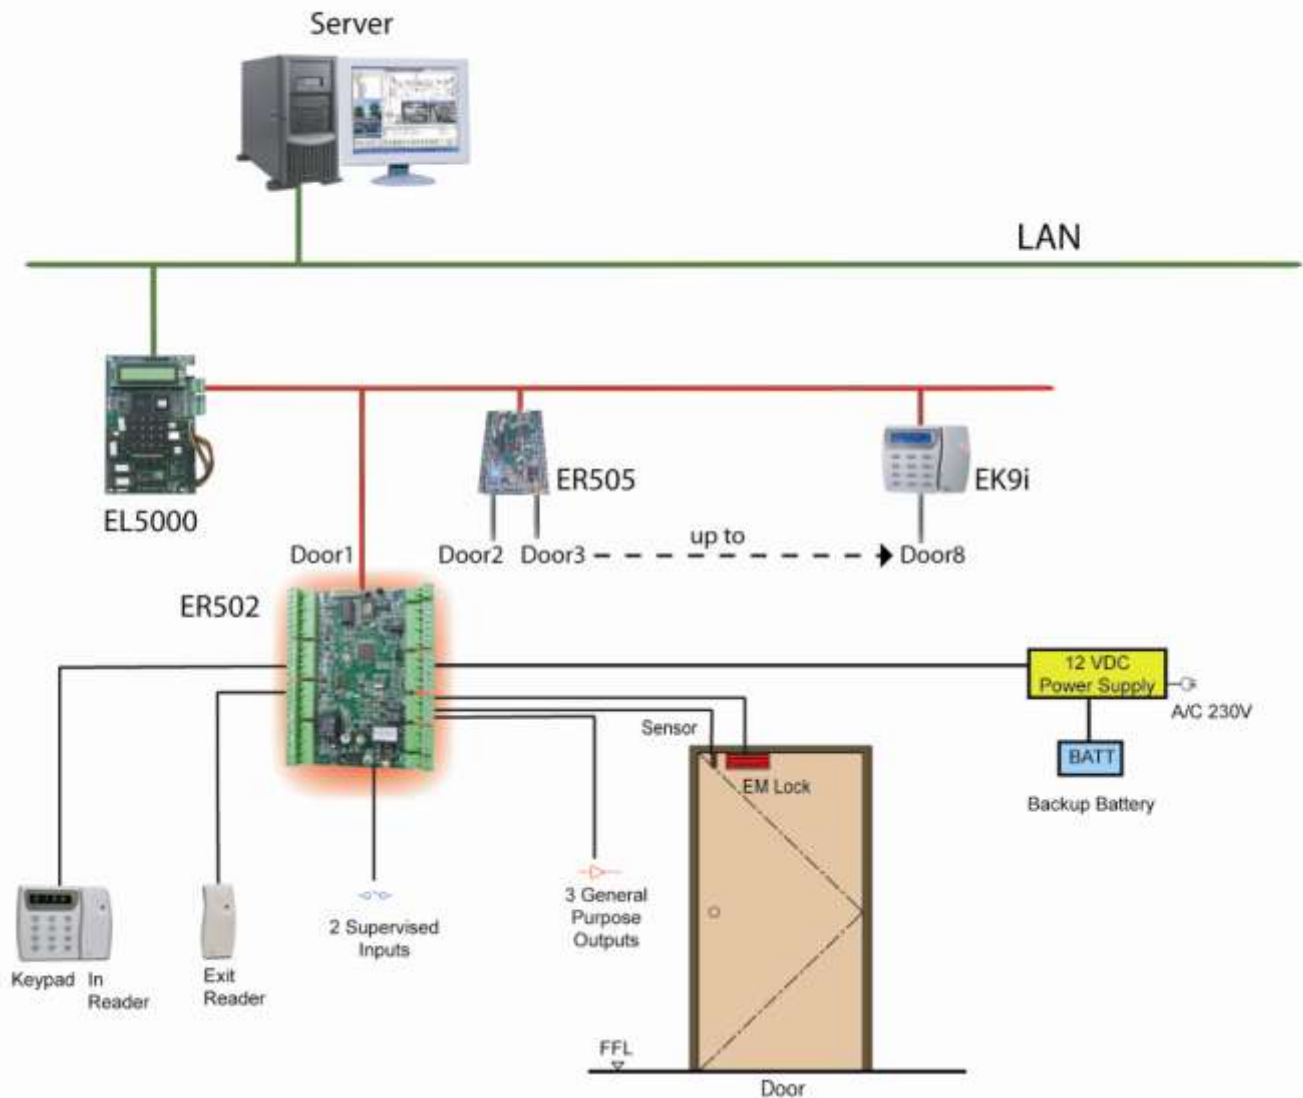 Server
LAN
EL5000
ER505
EK9i
Door1
Door2
Door3
up to
Door8
ER502
12 VDC
Power Supply
A/C 230V
BATT
Backup Battery
Sensor
EM Lock
3 General
Purpose
Outputs
2 Supervised
Inputs
Keypad In
Reader
Exit
Reader
FFL
Door